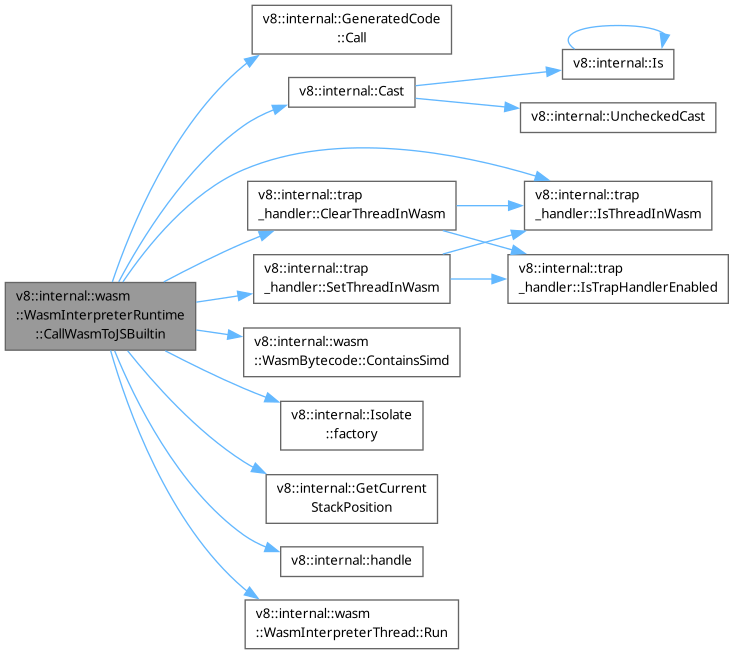 v8::internal::GeneratedCode
::Call
v8::internal::Is
v8::internal::Cast
v8::internal::UncheckedCast
v8::internal::trap
_handler::ClearThreadInWasm
v8::internal::trap
_handler::IsThreadInWasm
v8::internal::trap
_handler::SetThreadInWasm
v8::internal::trap
_handler::IsTrapHandlerEnabled
v8::internal::wasm
::WasmInterpreterRuntime
::CallWasmToJSBuiltin
v8::internal::wasm
::WasmBytecode::ContainsSimd
v8::internal::Isolate
::factory
v8::internal::GetCurrent
StackPosition
v8::internal::handle
v8::internal::wasm
::WasmInterpreterThread::Run